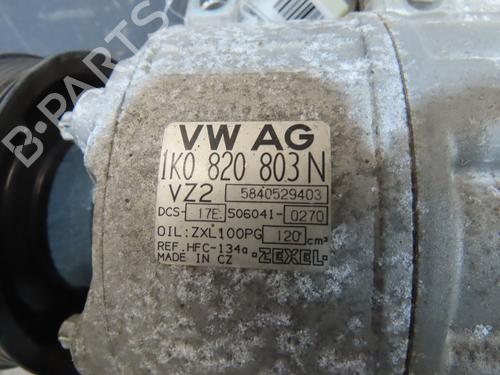 B-PARTS
VW AG
1K0 820 803 N
VZ2 5840529403
DCS-17E 506041-0270
OIL:ZXL100PG 120 cm³
REF. HFC-134a
MADE IN CZ -ZEXEL-